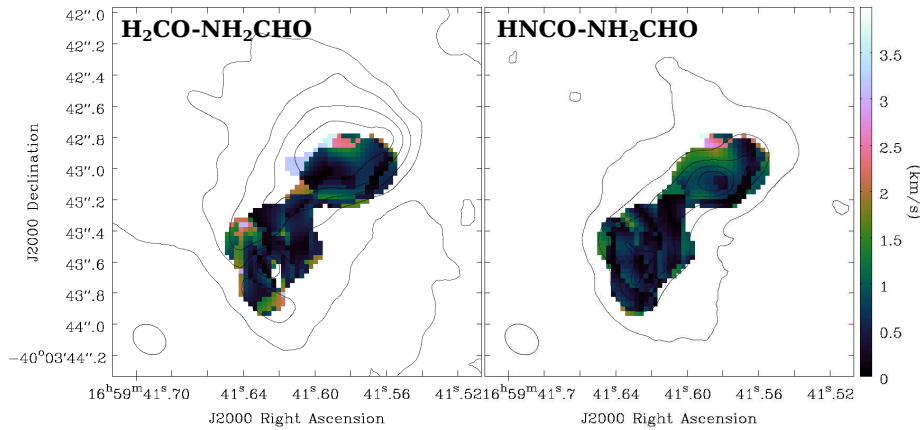 H₂CO-NH₂CHO
HNCO-NH₂CHO
42″.0
42″.2
42″.4
42″.6
42″.8
43″.0
43″.2
43″.4
43″.6
43″.8
44″.0
−40°03′44″.2
J2000 Declination
16ʰ59ᵐ41ˢ.70
41ˢ.64
41ˢ.60
41ˢ.56
41ˢ.52
J2000 Right Ascension
16ʰ59ᵐ41ˢ.7
41ˢ.64
41ˢ.60
41ˢ.56
41ˢ.52
J2000 Right Ascension
3.5
3
2.5
2
1.5
1
0.5
0
(km/s)